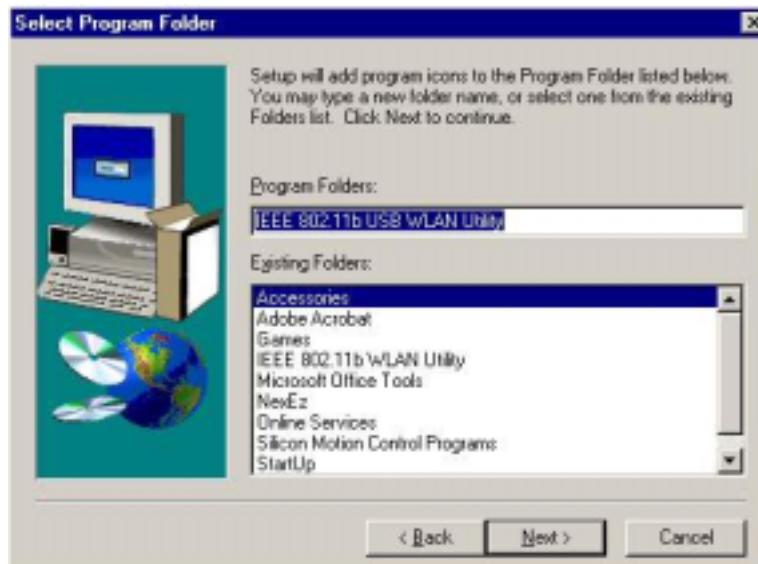 Select Program Folder
Setup will add program icons to the Program Folder listed below.
You may type a new folder name, or select one from the existing
Folders list. Click Next to continue.
Program Folders:
IEEE 802.11b USB WLAN Utility
Existing Folders:
Accessories
Adobe Acrobat
Games
IEEE 802.11b WLAN Utility
Microsoft Office Tools
NexEz
Online Services
Silicon Motion Control Programs
StartUp
< Back Next > Cancel